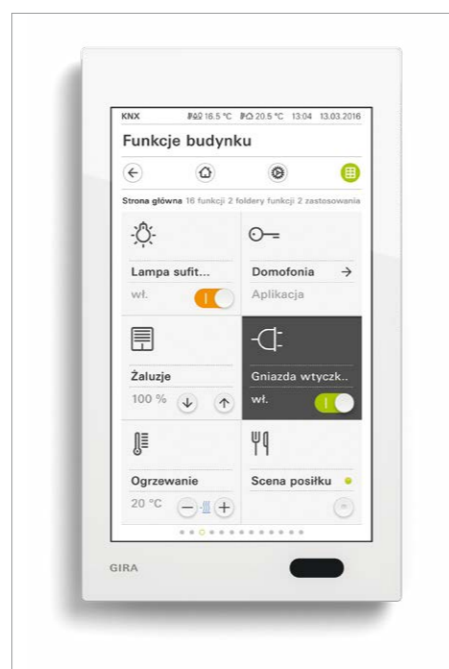 KNX 16.5 °C 20.5 °C 13:04 13.03.2016
Funkcje budynku
Strona główna 16 funkcji 2 foldery funkcji 2 zastosowania
Lampa sufit...
wł.
Domofonia →
Aplikacja
Żaluzje
100 %
Gniazda wtyczk..
wł.
Ogrzewanie
20 °C
Scena posiłku
GIRA